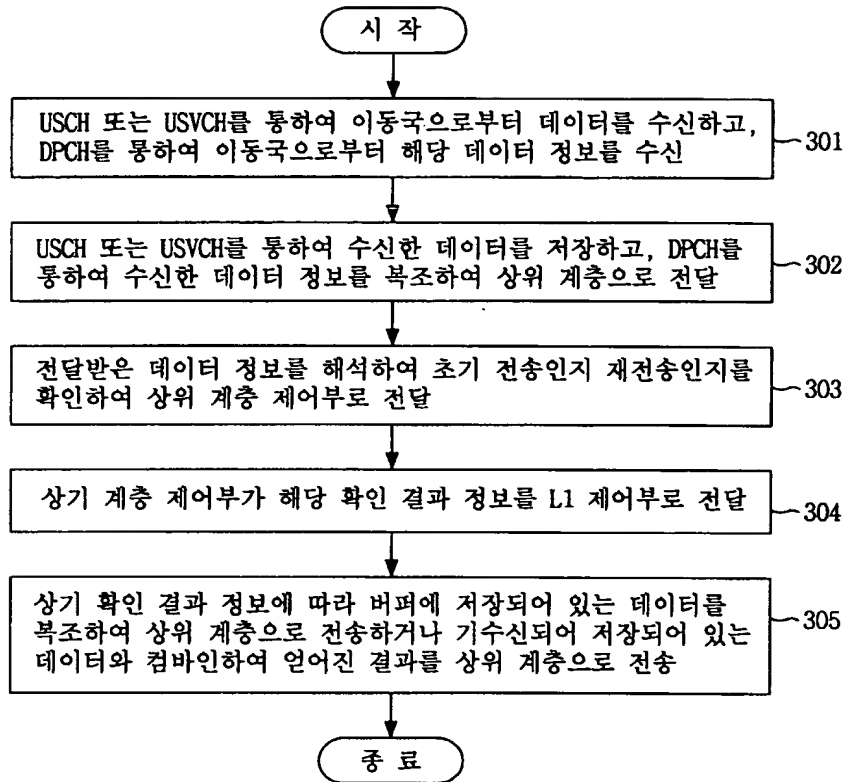 시 작
USCH 또는 USVCH를 통하여 이동국으로부터 데이터를 수신하고,
DPCH를 통하여 이동국으로부터 해당 데이터 정보를 수신
301
USCH 또는 USVCH를 통하여 수신한 데이터를 저장하고, DPCH를
통하여 수신한 데이터 정보를 복조하여 상위 계층으로 전달
302
전달받은 데이터 정보를 해석하여 초기 전송인지 재전송인지를
확인하여 상위 계층 제어부로 전달
303
상기 계층 제어부가 해당 확인 결과 정보를 L1 제어부로 전달
304
상기 확인 결과 정보에 따라 버퍼에 저장되어 있는 데이터를
복조하여 상위 계층으로 전송하거나 기수신되어 저장되어 있는
데이터와 컴바인하여 얻어진 결과를 상위 계층으로 전송
305
종 료